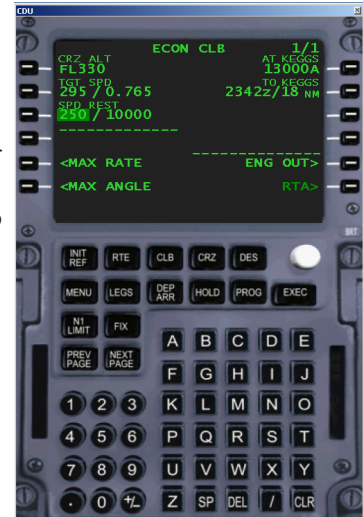 CDU
ECON CLB 1/1
CRZ ALT AT KEGGS
FL330 13000A
TGT SPD TO KEGGS
295/0.765 2342z/18 NM
SPD REST
250/10000
-------------
-------------
<MAX RATE ENG OUT>
<MAX ANGLE RTA>
BRT
INIT REF RTE CLB CRZ DES
MENU LEGS DEP ARR HOLD PROG EXEC
N1 LIMIT FIX
PREV PAGE NEXT PAGE
A B C D E
F G H I J
1 2 3 K L M N O
4 5 6 P Q R S T
7 8 9 U V W X Y
. 0 +/- Z SP DEL / CLR